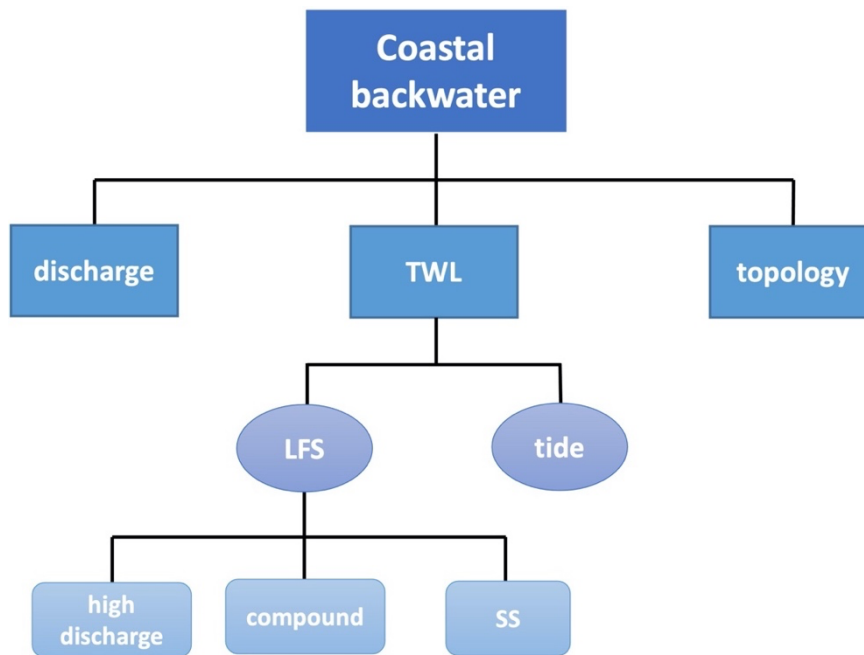 Coastal
backwater
discharge
TWL
topology
LFS
tide
high
discharge
compound
SS